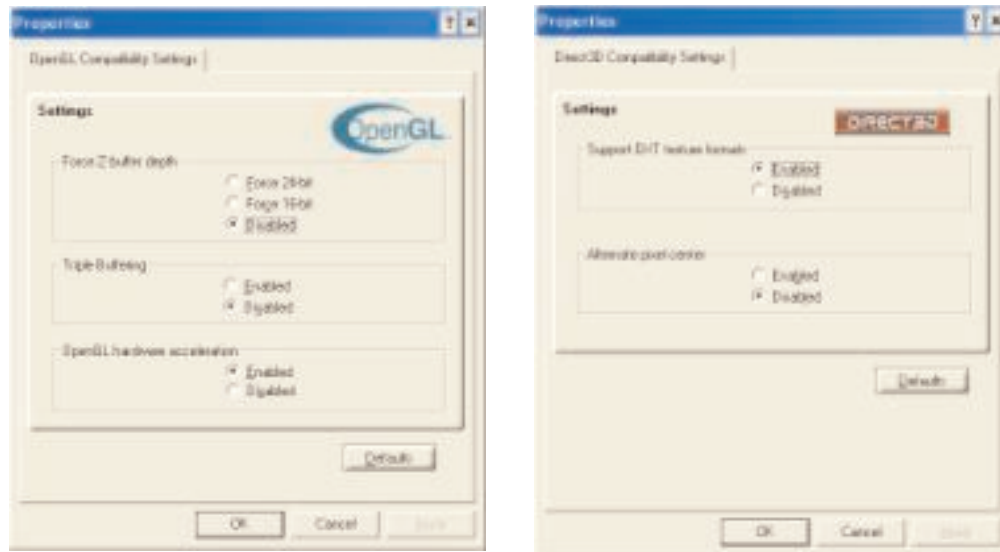 Properties
OpenGL Compatibility Settings
Settings
OpenGL
Force Z-buffer depth
Force 24-bit
Force 16-bit
Disabled
Triple Buffering
Enabled
Disabled
OpenGL hardware acceleration
Enabled
Disabled
Defaults
OK
Cancel
Apply
Properties
Direct3D Compatibility Settings
Settings
DIRECT3D
Support DXT texture formats
Enabled
Disabled
Alternate pixel center
Enabled
Disabled
Defaults
OK
Cancel
Apply